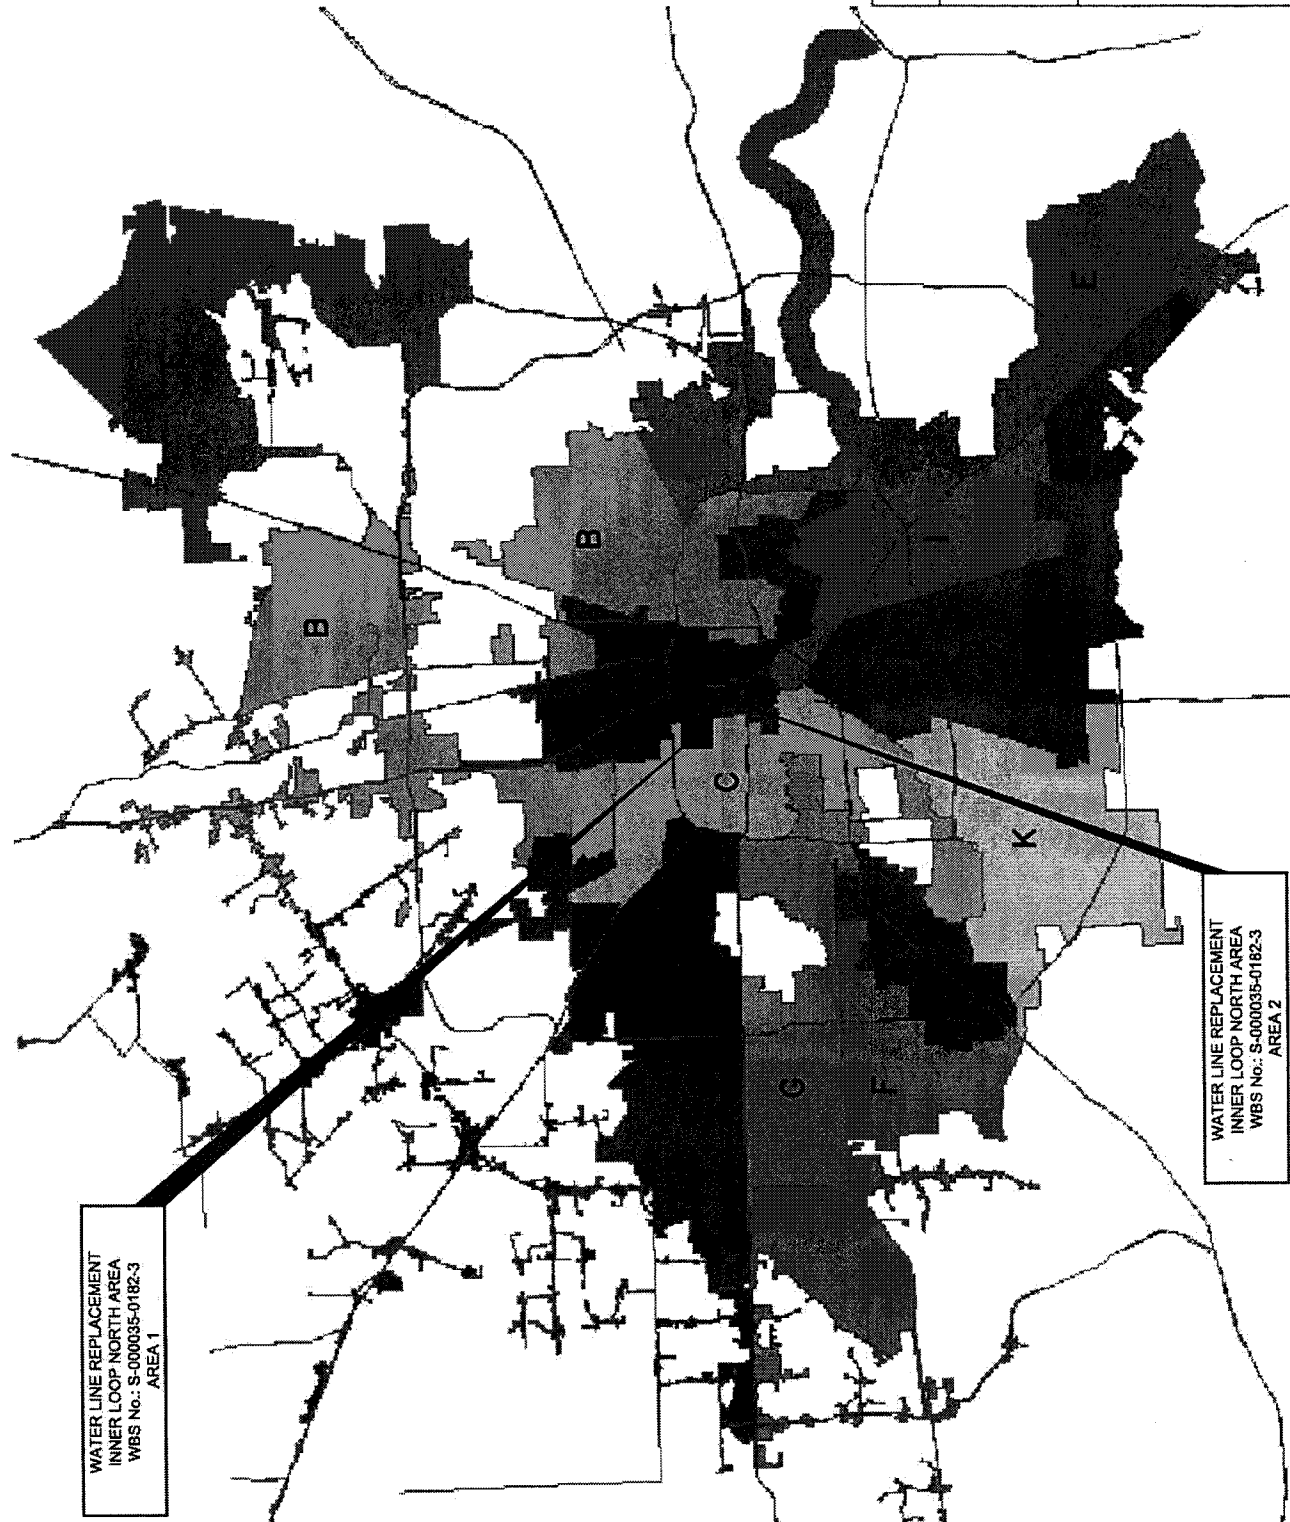 WATER LINE REPLACEMENT
INNER LOOP NORTH AREA
WBS No.: S-000035-0182-3
AREA 1
B
B
E
I
C
K
G
F
WATER LINE REPLACEMENT
INNER LOOP NORTH AREA
WBS No.: S-000035-0182-3
AREA 2